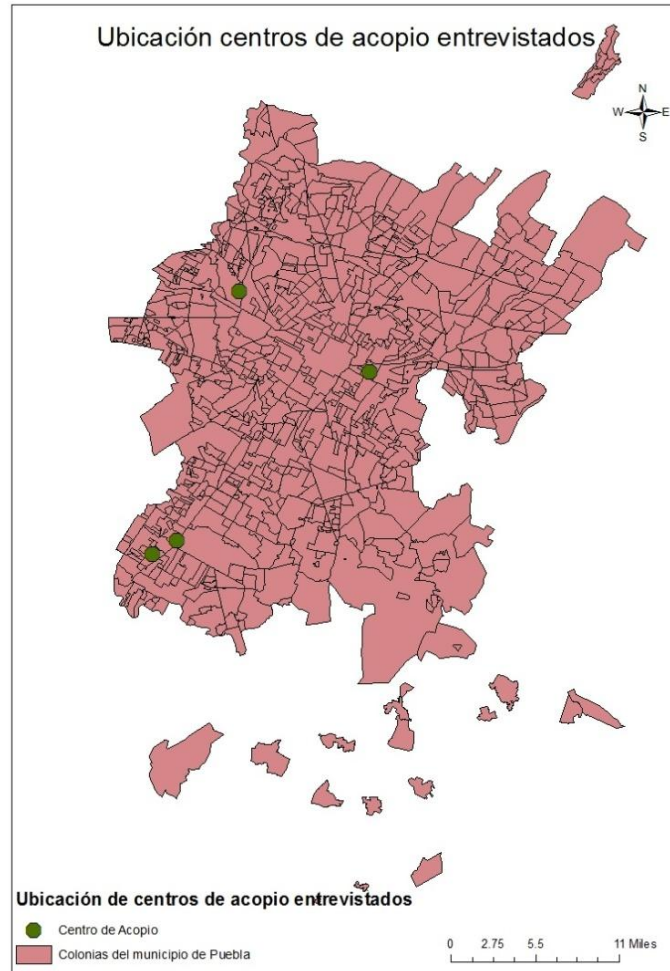 Ubicación centros de acopio entrevistados
N
W E
S
Ubicación de centros de acopio entrevistados
Centro de Acopio
Colonias del municipio de Puebla
0 2.75 5.5 11 Miles